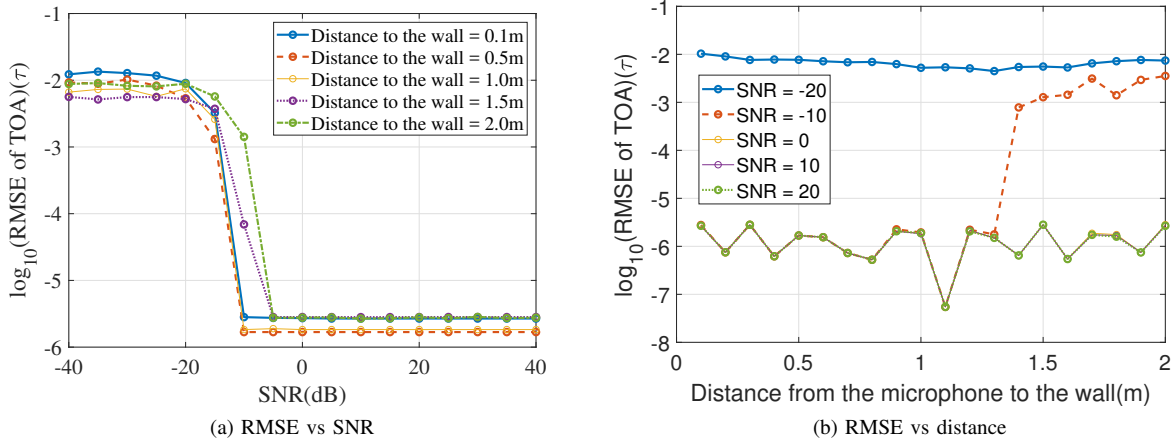 -1
-2
-3
-4
-5
-6
-40
-20
0
20
40
log10(RMSE of TOA)(τ)
SNR(dB)
Distance to the wall = 0.1m
Distance to the wall = 0.5m
Distance to the wall = 1.0m
Distance to the wall = 1.5m
Distance to the wall = 2.0m
(a) RMSE vs SNR
-1
-2
-3
-4
-5
-6
-7
-8
0
0.5
1
1.5
2
log10(RMSE of TOA)(τ)
Distance from the microphone to the wall(m)
SNR = -20
SNR = -10
SNR = 0
SNR = 10
SNR = 20
(b) RMSE vs distance